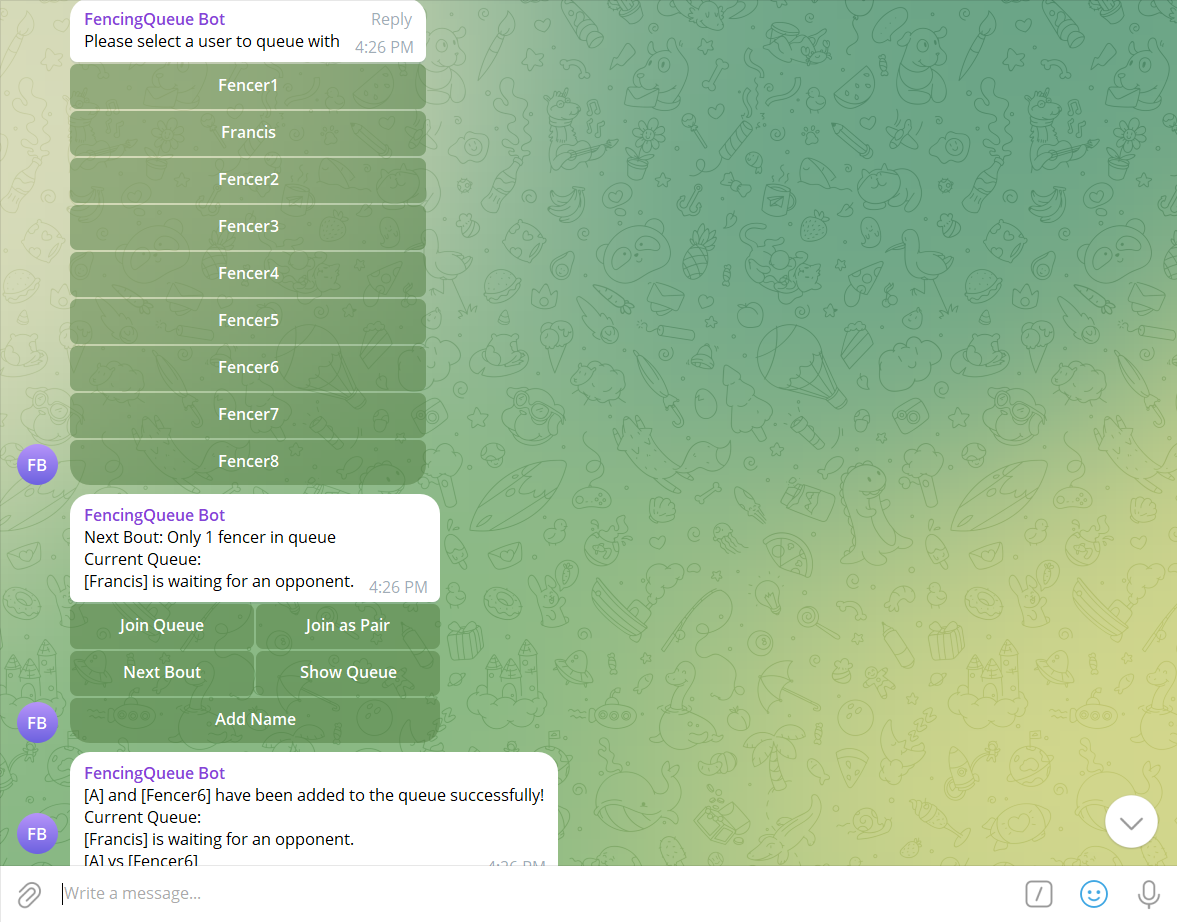 FencingQueue Bot Reply
Please select a user to queue with 4:26 PM
Fencer1
Francis
Fencer2
Fencer3
Fencer4
Fencer5
Fencer6
Fencer7
Fencer8
FB
FencingQueue Bot
Next Bout: Only 1 fencer in queue
Current Queue:
[Francis] is waiting for an opponent. 4:26 PM
Join Queue Join as Pair
Next Bout Show Queue
Add Name
FB
FencingQueue Bot
[A] and [Fencer6] have been added to the queue successfully!
Current Queue:
FB
[Francis] is waiting for an opponent.
[A] vs [Fencer6] 4:26 PM
Write a message...